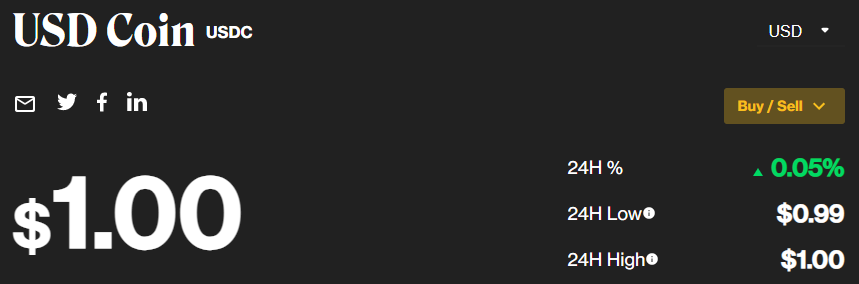 USD Coin USDC
USD
Buy / Sell
$1.00
24H % 0.05%
24H Low $0.99
24H High $1.00